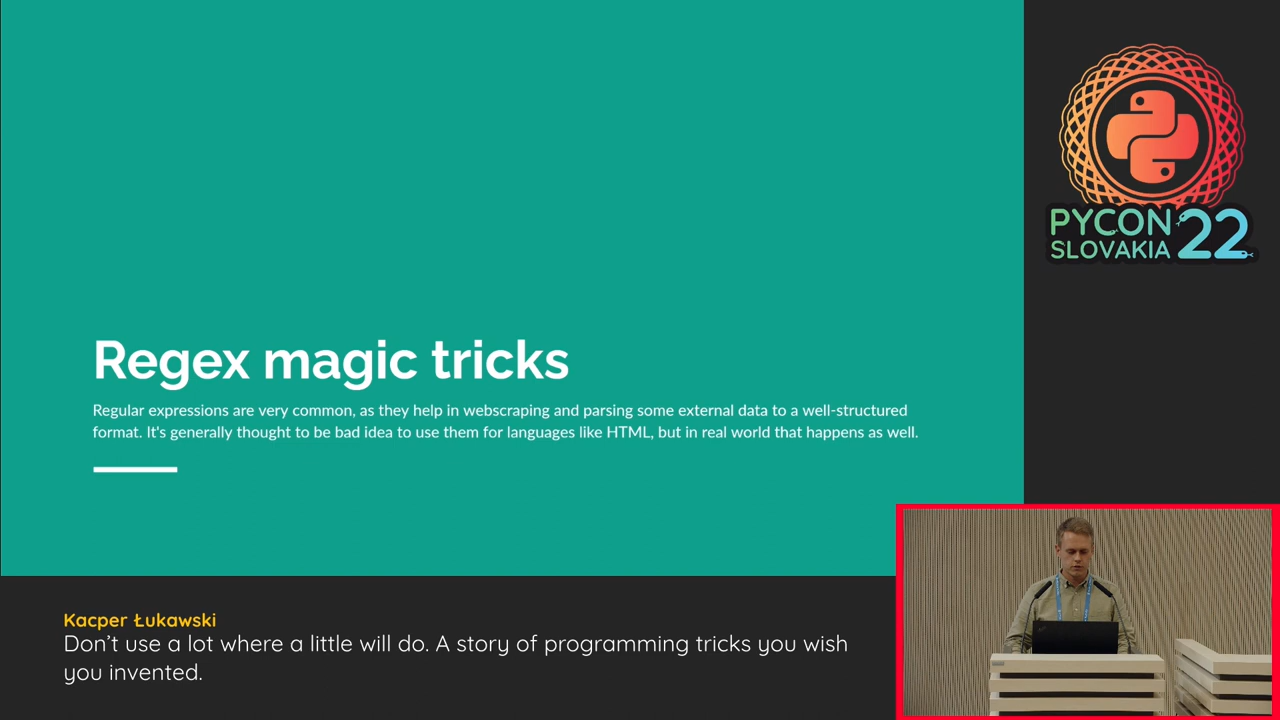 Regex magic tricks
Regular expressions are very common, as they help in webscraping and parsing some external data to a well-structured
format. It's generally thought to be bad idea to use them for languages like HTML, but in real world that happens as well.
PYCON
SLOVAKIA 22
Kacper Łukawski
Don’t use a lot where a little will do. A story of programming tricks you wish
you invented.